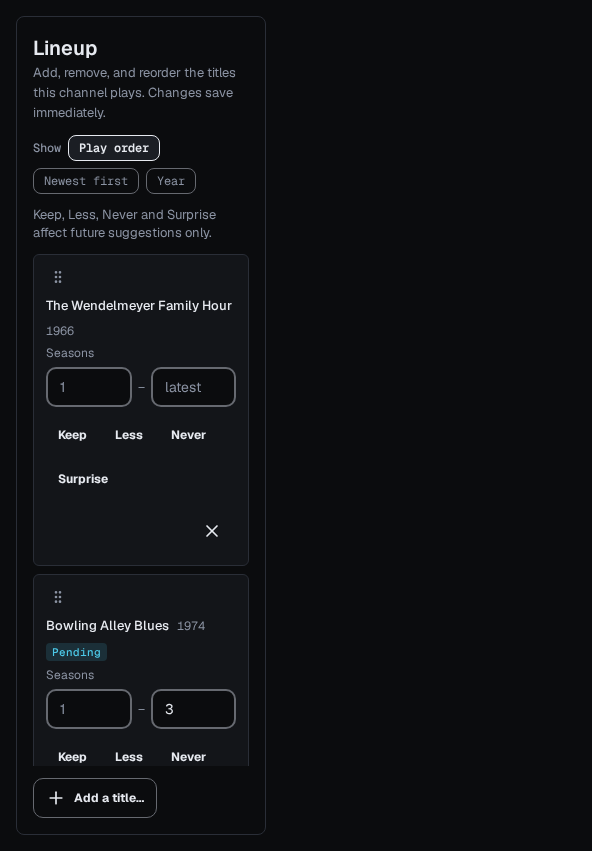 Lineup
Add, remove, and reorder the titles
this channel plays. Changes save
immediately.
Show Play order
Newest first Year
Keep, Less, Never and Surprise
affect future suggestions only.
The Wendelmeyer Family Hour
1966
Seasons
1 – latest
Keep Less Never
Surprise
Bowling Alley Blues 1974
Pending
Seasons
1 – 3
Keep Less Never
Add a title…